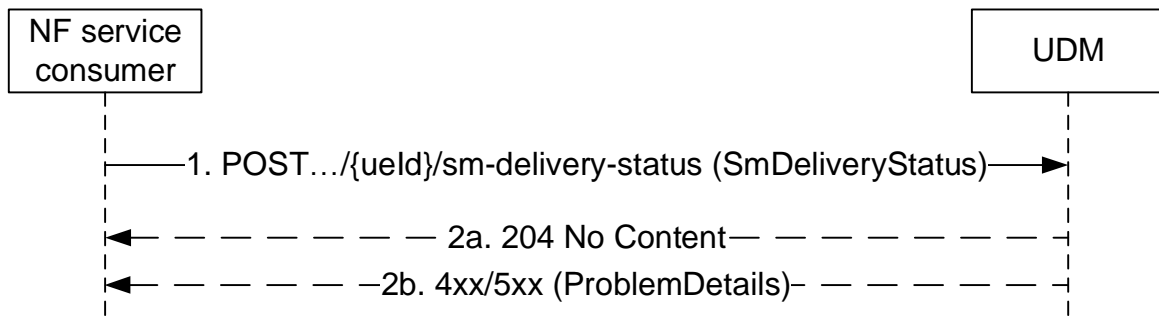 NF service
consumer
UDM
1. POST…/{ueId}/sm-delivery-status (SmDeliveryStatus)
2a. 204 No Content
2b. 4xx/5xx (ProblemDetails)